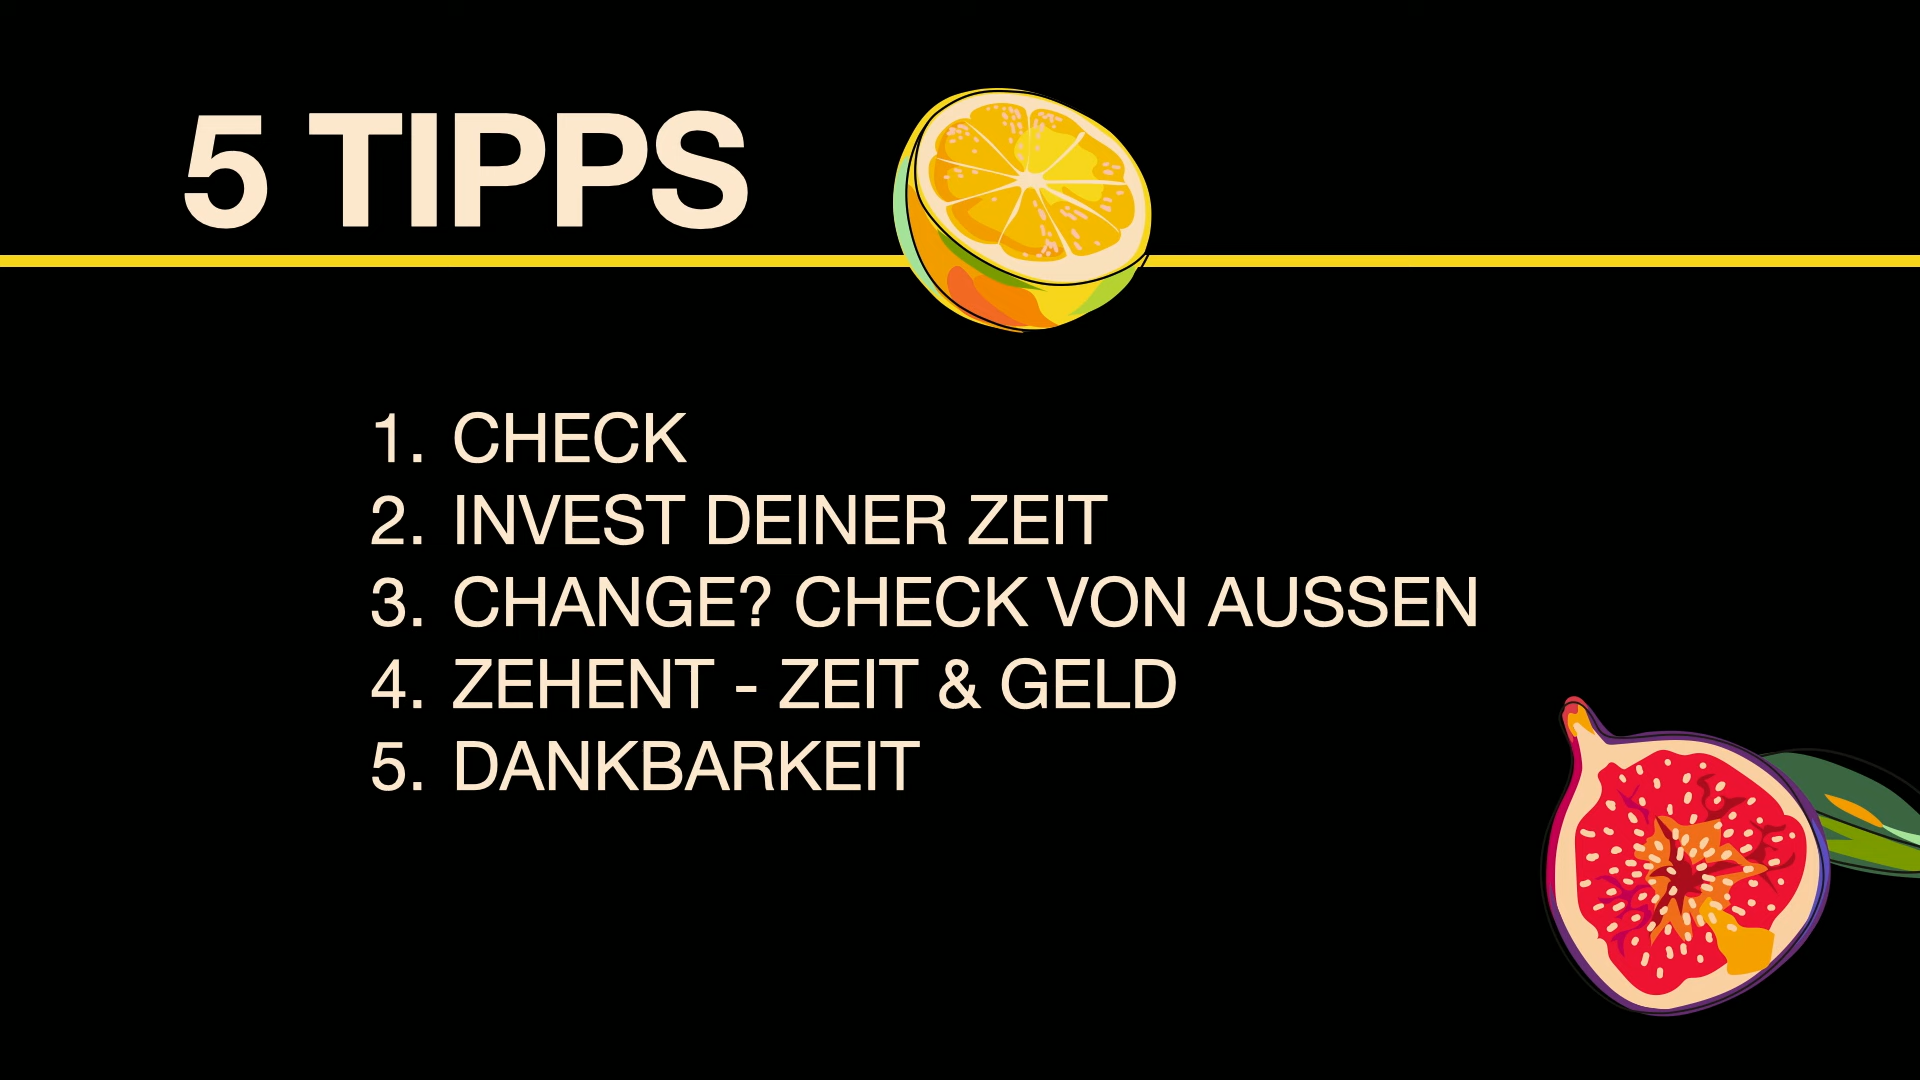 5 TIPPS
1. CHECK
2. INVEST DEINER ZEIT
3. CHANGE? CHECK VON AUSSEN
4. ZEHENT - ZEIT & GELD
5. DANKBARKEIT